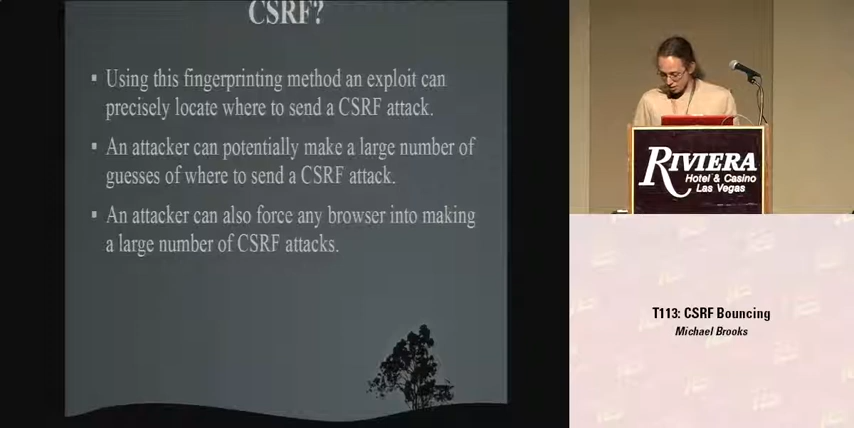 CSRF?
▪ Using this fingerprinting method an exploit can
precisely locate where to send a CSRF attack.
▪ An attacker can potentially make a large number of
guesses of where to send a CSRF attack.
▪ An attacker can also force any browser into making
a large number of CSRF attacks.
RIVIERA
Hotel & Casino
Las Vegas
T113: CSRF Bouncing
Michael Brooks